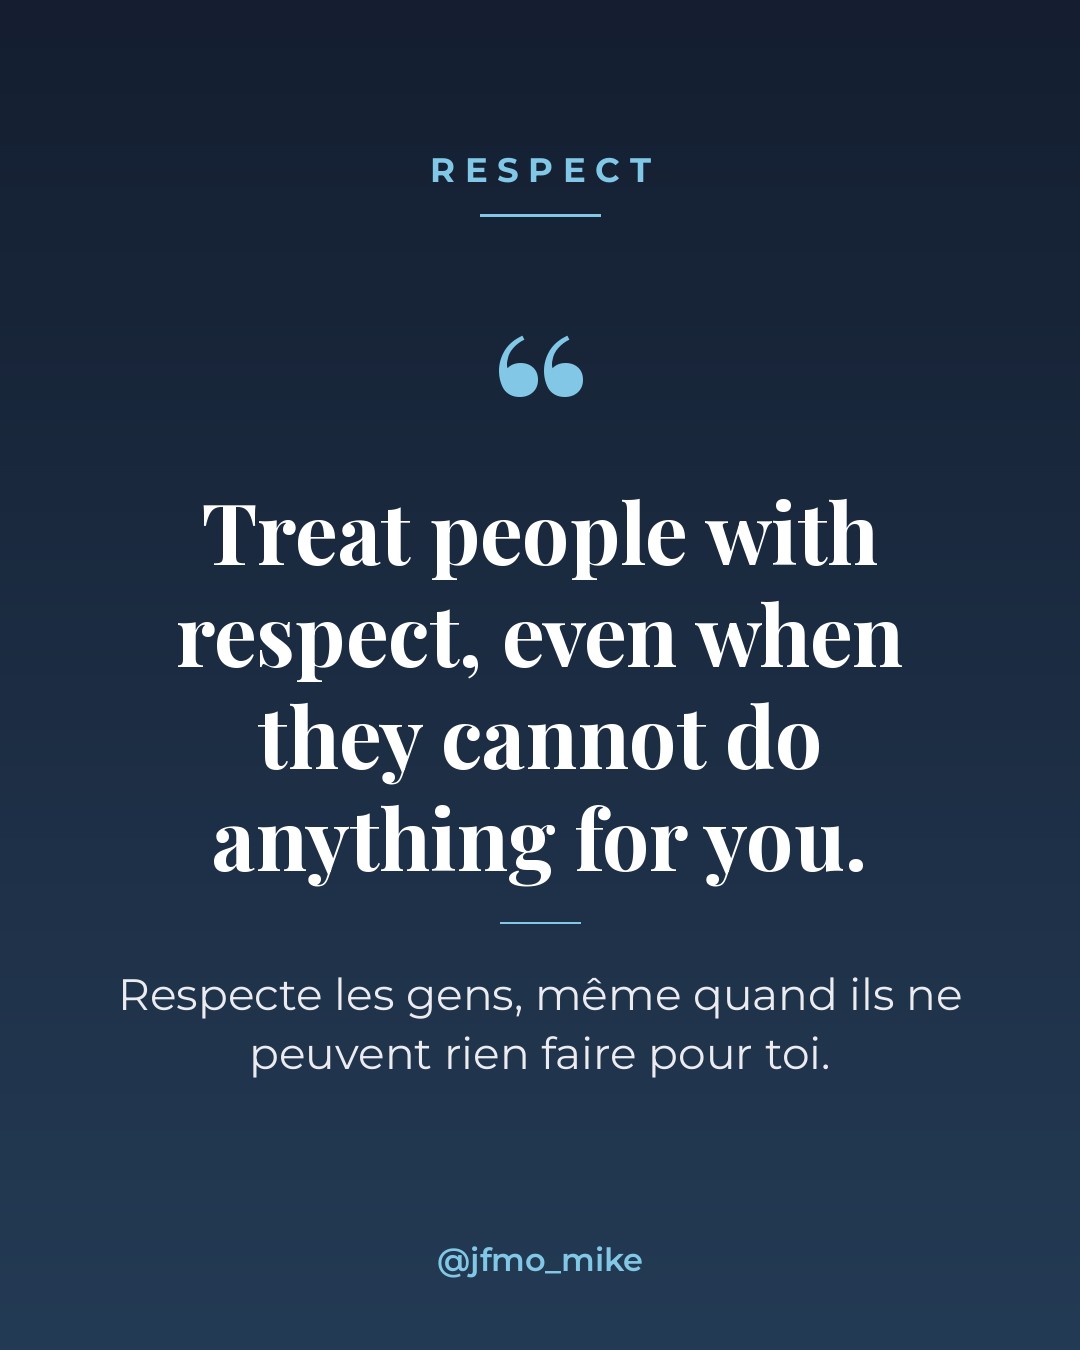 RESPECT
“
Treat people with
respect, even when
they cannot do
anything for you.
Respecte les gens, même quand ils ne
peuvent rien faire pour toi.
@jfmo_mike